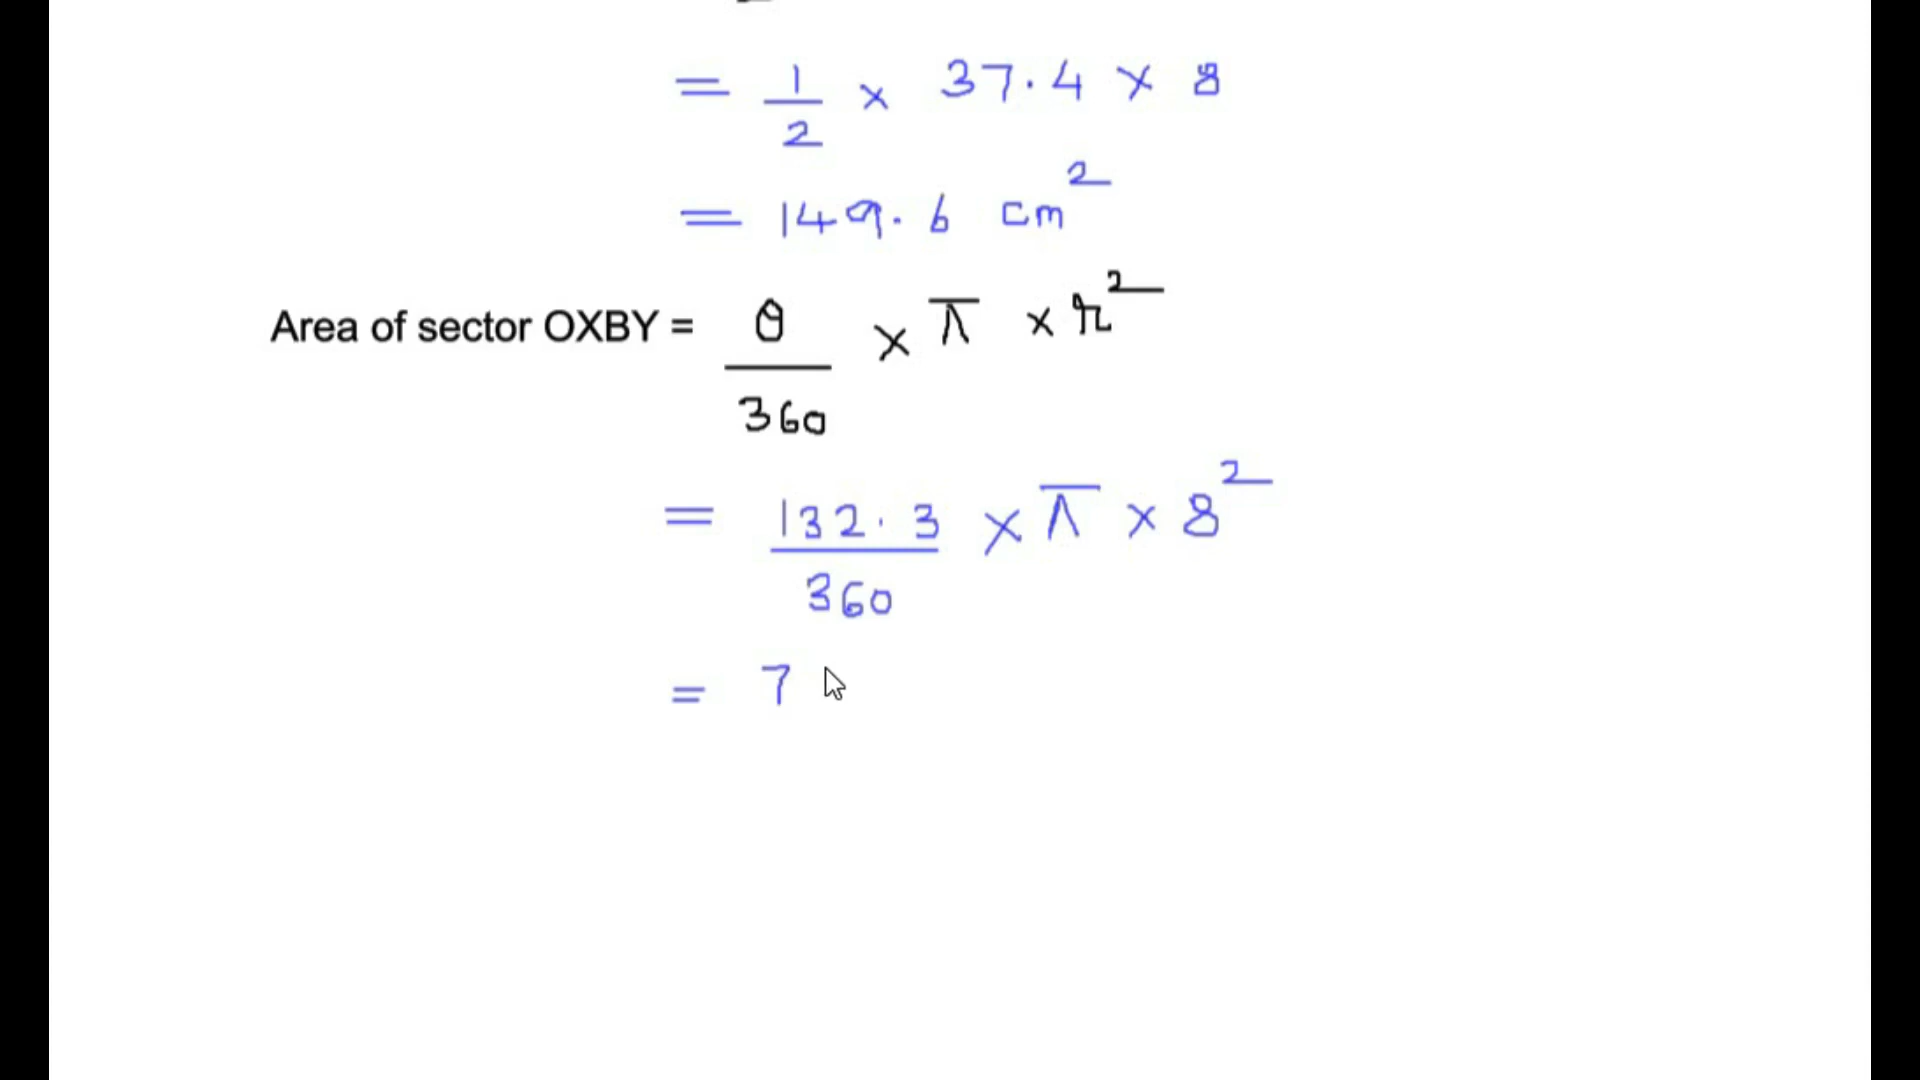 = 1/2 × 37.4 × 8
= 149.6 cm²
Area of sector OXBY = θ/360 × π × r²
= 132.3/360 × π × 8²
= 7